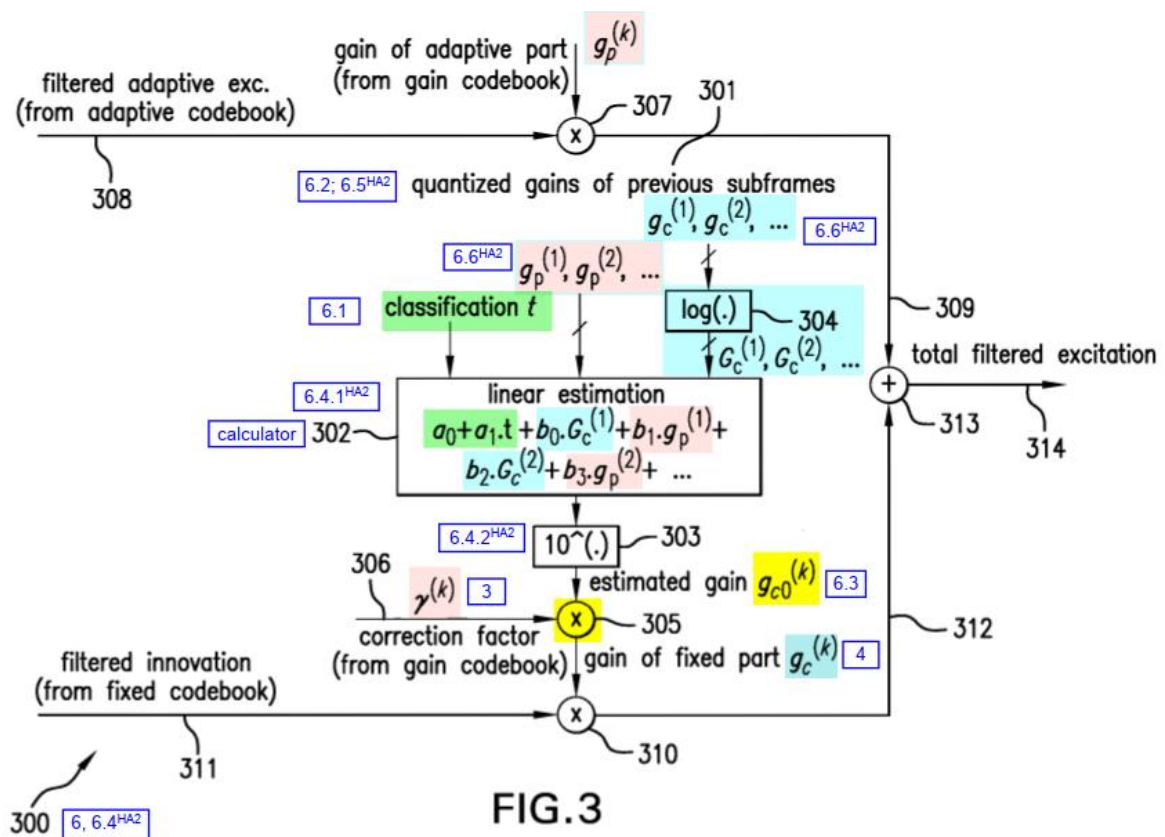 gain of adaptive part
(from gain codebook)
g_p^(k)
filtered adaptive exc.
(from adaptive codebook)
307
301
x
308
6.2; 6.5^HA2
quantized gains of previous subframes
g_c^(1), g_c^(2), ...
6.6^HA2
6.6^HA2
g_p^(1), g_p^(2), ...
6.1
classification t
log(.)
304
309
G_c^(1), G_c^(2), ...
total filtered excitation
+
313
314
6.4.1^HA2
linear estimation
calculator
302
a_0+a_1.t+b_0.G_c^(1)+b_1.g_p^(1)+
b_2.G_c^(2)+b_3.g_p^(2)+ ...
6.4.2^HA2
10^(.)
303
306
estimated gain g_c0^(k)
6.3
γ^(k)
3
x
305
312
correction factor
(from gain codebook)
gain of fixed part g_c^(k)
4
filtered innovation
(from fixed codebook)
x
311
310
300
6, 6.4^HA2
FIG.3